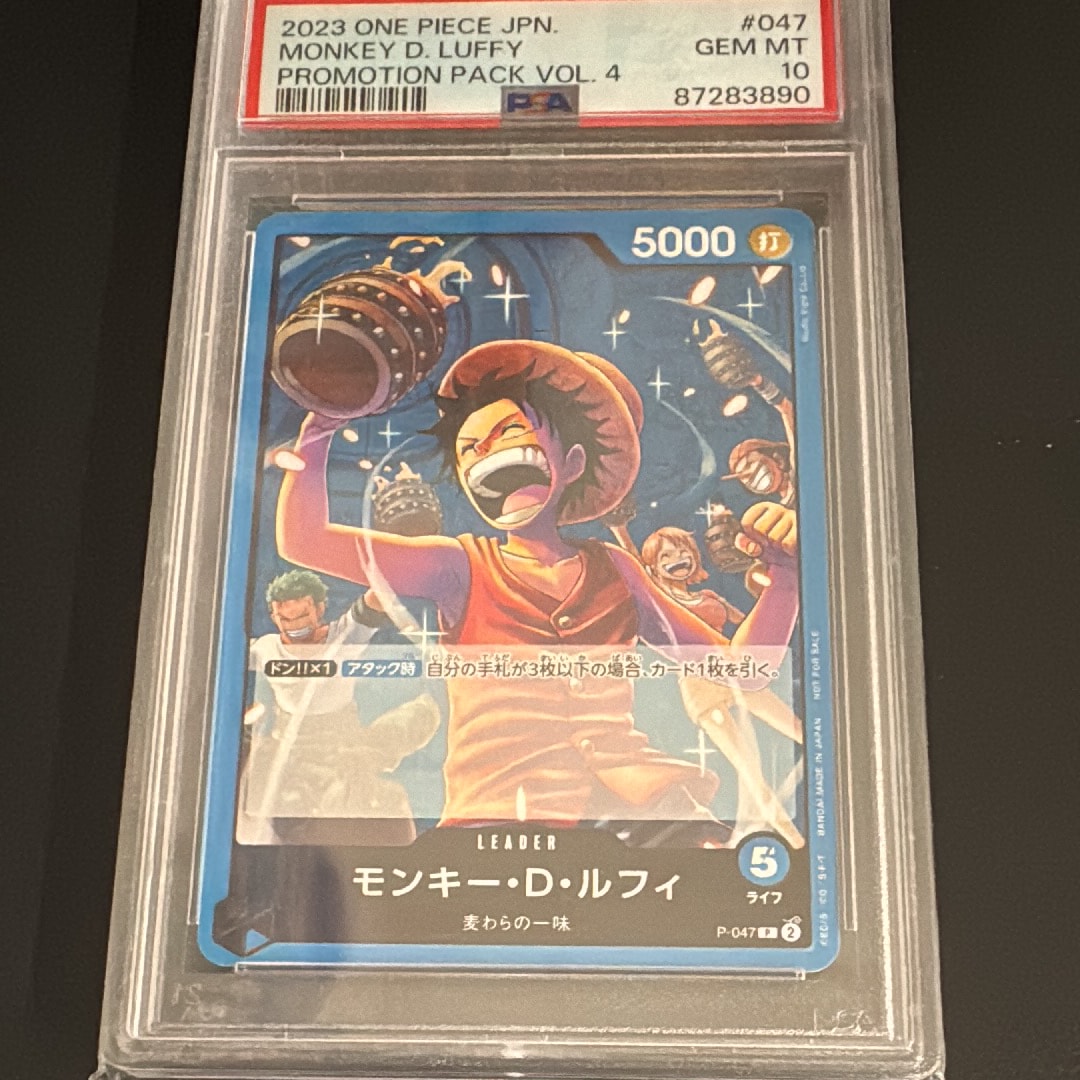 2023 ONE PIECE JPN. #047
MONKEY D. LUFFY GEM MT
PROMOTION PACK VOL. 4 10
PSA 87283890
5000 打
ドン!!×1 アタック時 自分の手札が3枚以下の場合、カード1枚を引く。
LEADER
モンキー・D・ルフィ
麦わらの一味
5
ライフ
P-047 P 2
BANDAI MADE IN JAPAN NOT FOR SALE